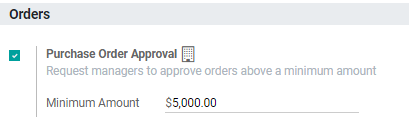 Orders
Purchase Order Approval
Request managers to approve orders above a minimum amount
Minimum Amount $5,000.00